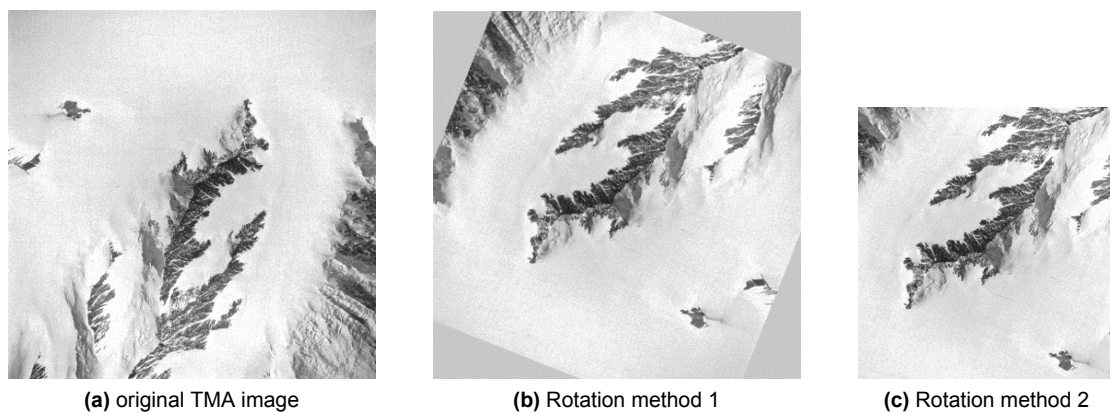 (a) original TMA image
(b) Rotation method 1
(c) Rotation method 2